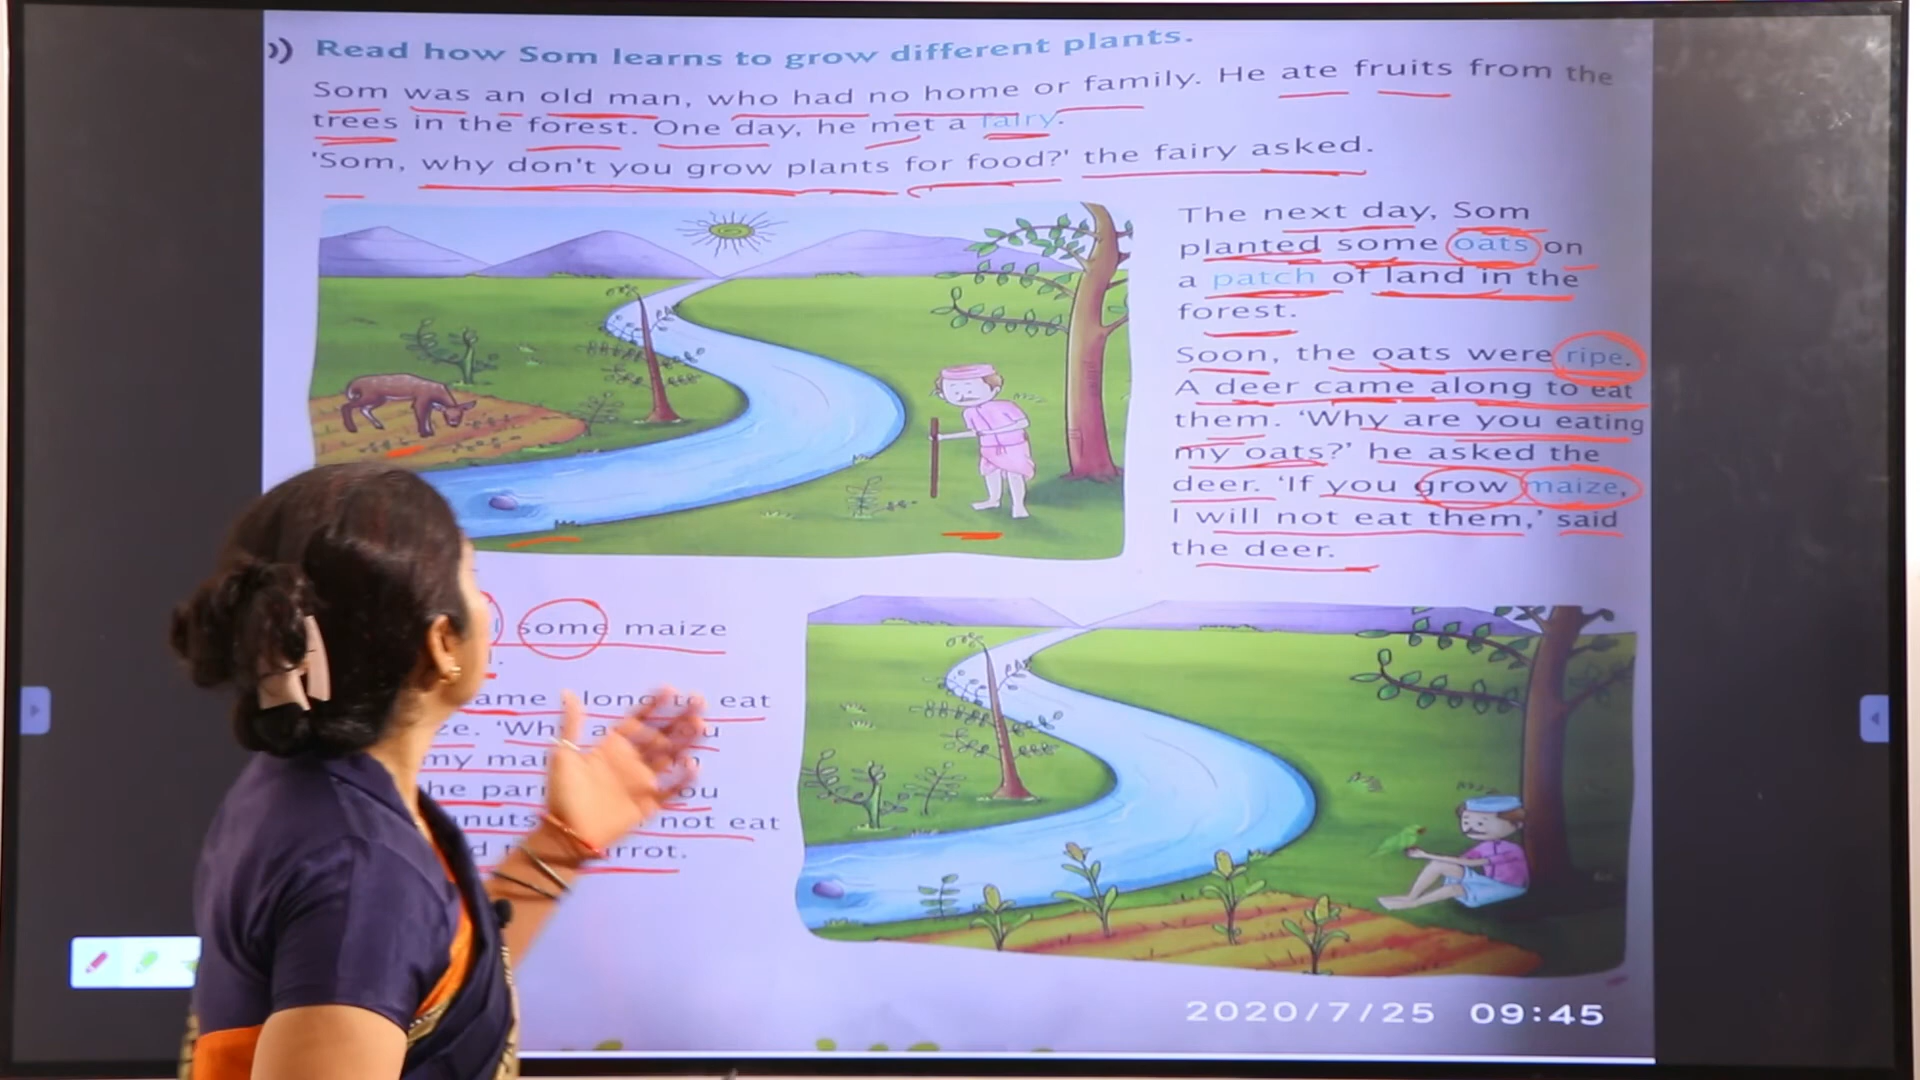 Read how Som learns to grow different plants.
Som was an old man, who had no home or family. He ate fruits from the
trees in the forest. One day, he met a fairy.
'Som, why don't you grow plants for food?' the fairy asked.
The next day, Som
planted some oats on
a patch of land in the
forest.
Soon, the oats were ripe.
A deer came along to eat
them. 'Why are you eating
my oats?' he asked the
deer. 'If you grow maize,
I will not eat them,' said
the deer.
some maize
to eat
my
not eat
2020/7/25 09:45